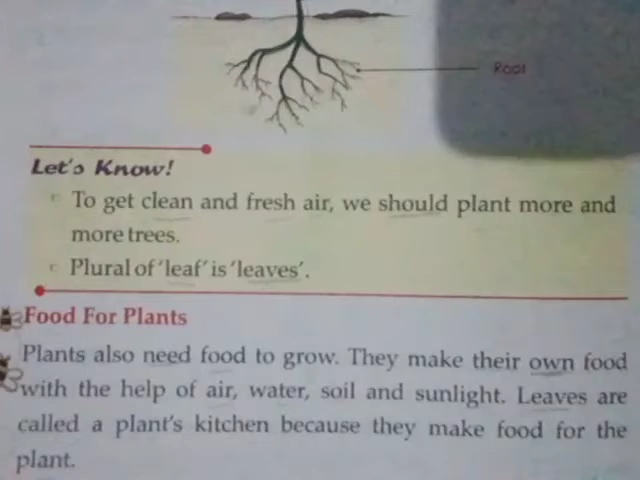 Root
Let's Know!
To get clean and fresh air, we should plant more and
more trees.
Plural of 'leaf' is 'leaves'.
Food For Plants
Plants also need food to grow. They make their own food
with the help of air, water, soil and sunlight. Leaves are
called a plant's kitchen because they make food for the
plant.